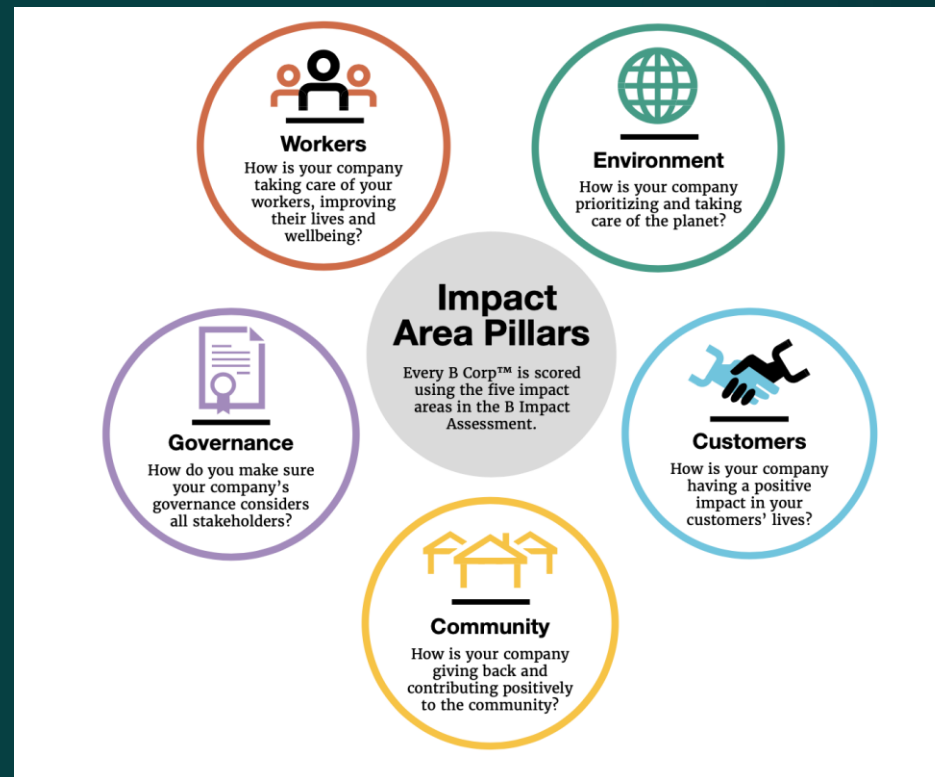 Workers
How is your company
taking care of your
workers, improving
their lives and
wellbeing?
Environment
How is your company
prioritizing and taking
care of the planet?
Impact
Area Pillars
Every B Corp™ is scored
using the five impact
areas in the B Impact
Assessment.
Governance
How do you make sure
your company’s
governance considers
all stakeholders?
Customers
How is your company
having a positive
impact in your
customers’ lives?
Community
How is your company
giving back and
contributing positively
to the community?